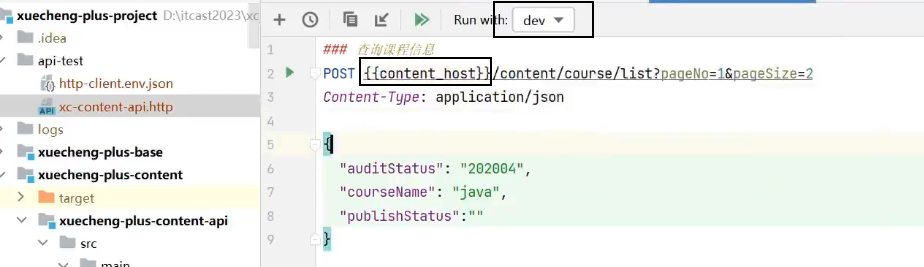 xuecheng-plus-project D:\itcast2023\xc
.idea
api-test
http-client.env.json
xc-content-api.http
logs
xuecheng-plus-base
xuecheng-plus-content
target
xuecheng-plus-content-api
src
main
Run with: dev
1 ### 查询课程信息
2 POST {{content_host}}/content/course/list?pageNo=1&pageSize=2
3 Content-Type: application/json
4
5 {
6 "auditStatus": "202004",
7 "courseName": "java",
8 "publishStatus":""
9 }